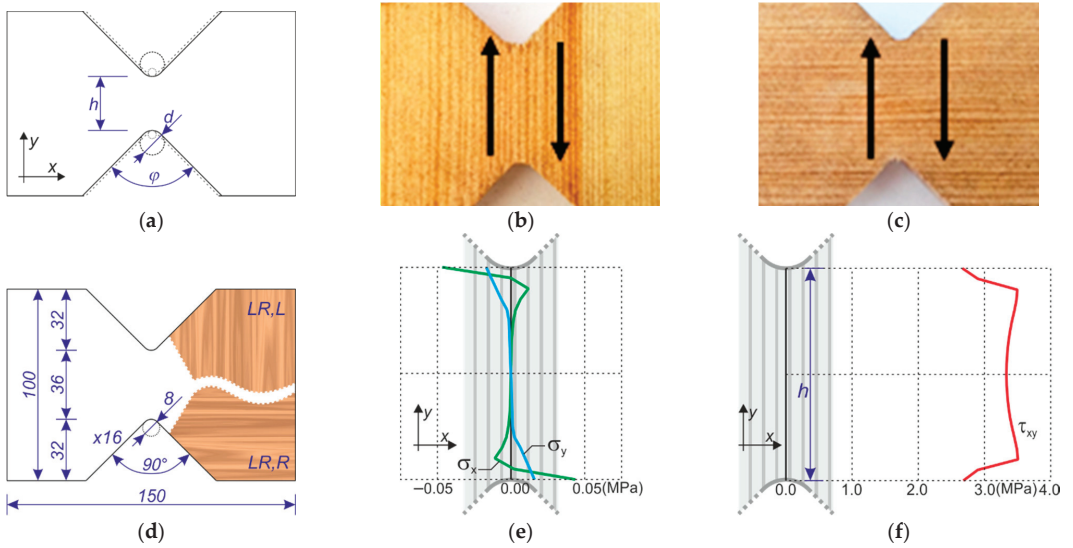 h
d
y
x
φ
(a)
(b)
(c)
32
36
32
100
8
x16
90°
150
LR,L
LR,R
(d)
y
x
σx
σy
−0.05
0.00
0.05(MPa)
(e)
h
y
x
τxy
0.0
1.0
2.0
3.0(MPa)
4.0
(f)